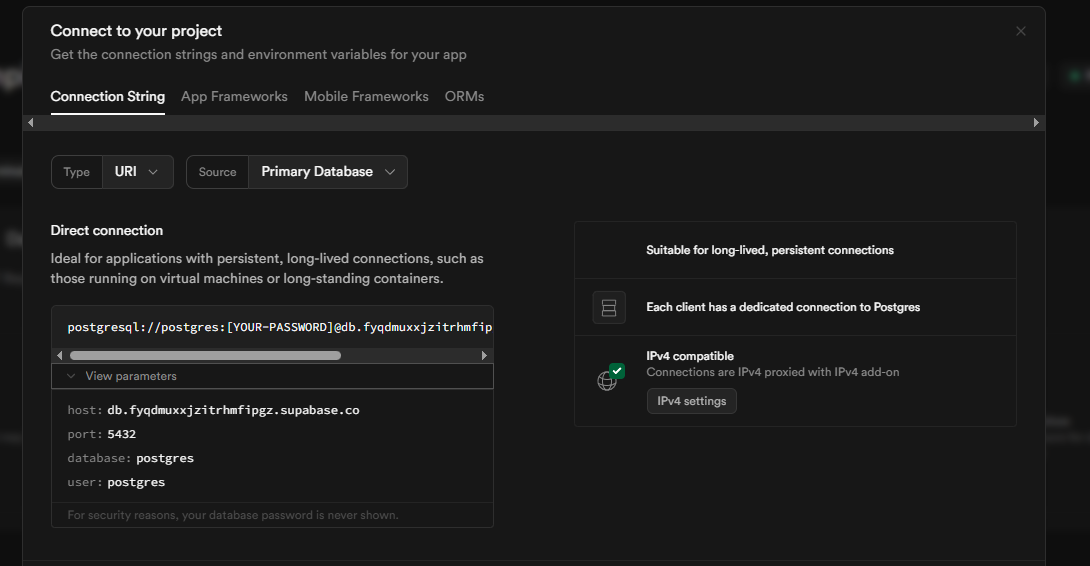 Connect to your project
Get the connection strings and environment variables for your app
Connection String App Frameworks Mobile Frameworks ORMs
Type URI Source Primary Database
Direct connection
Ideal for applications with persistent, long-lived connections, such as
those running on virtual machines or long-standing containers.
postgresql://postgres:[YOUR-PASSWORD]@db.fyqdmuxxjzitrhmfip
View parameters
host: db.fyqdmuxxjzitrhmfipgz.supabase.co
port: 5432
database: postgres
user: postgres
For security reasons, your database password is never shown.
Suitable for long-lived, persistent connections
Each client has a dedicated connection to Postgres
IPv4 compatible
Connections are IPv4 proxied with IPv4 add-on
IPv4 settings